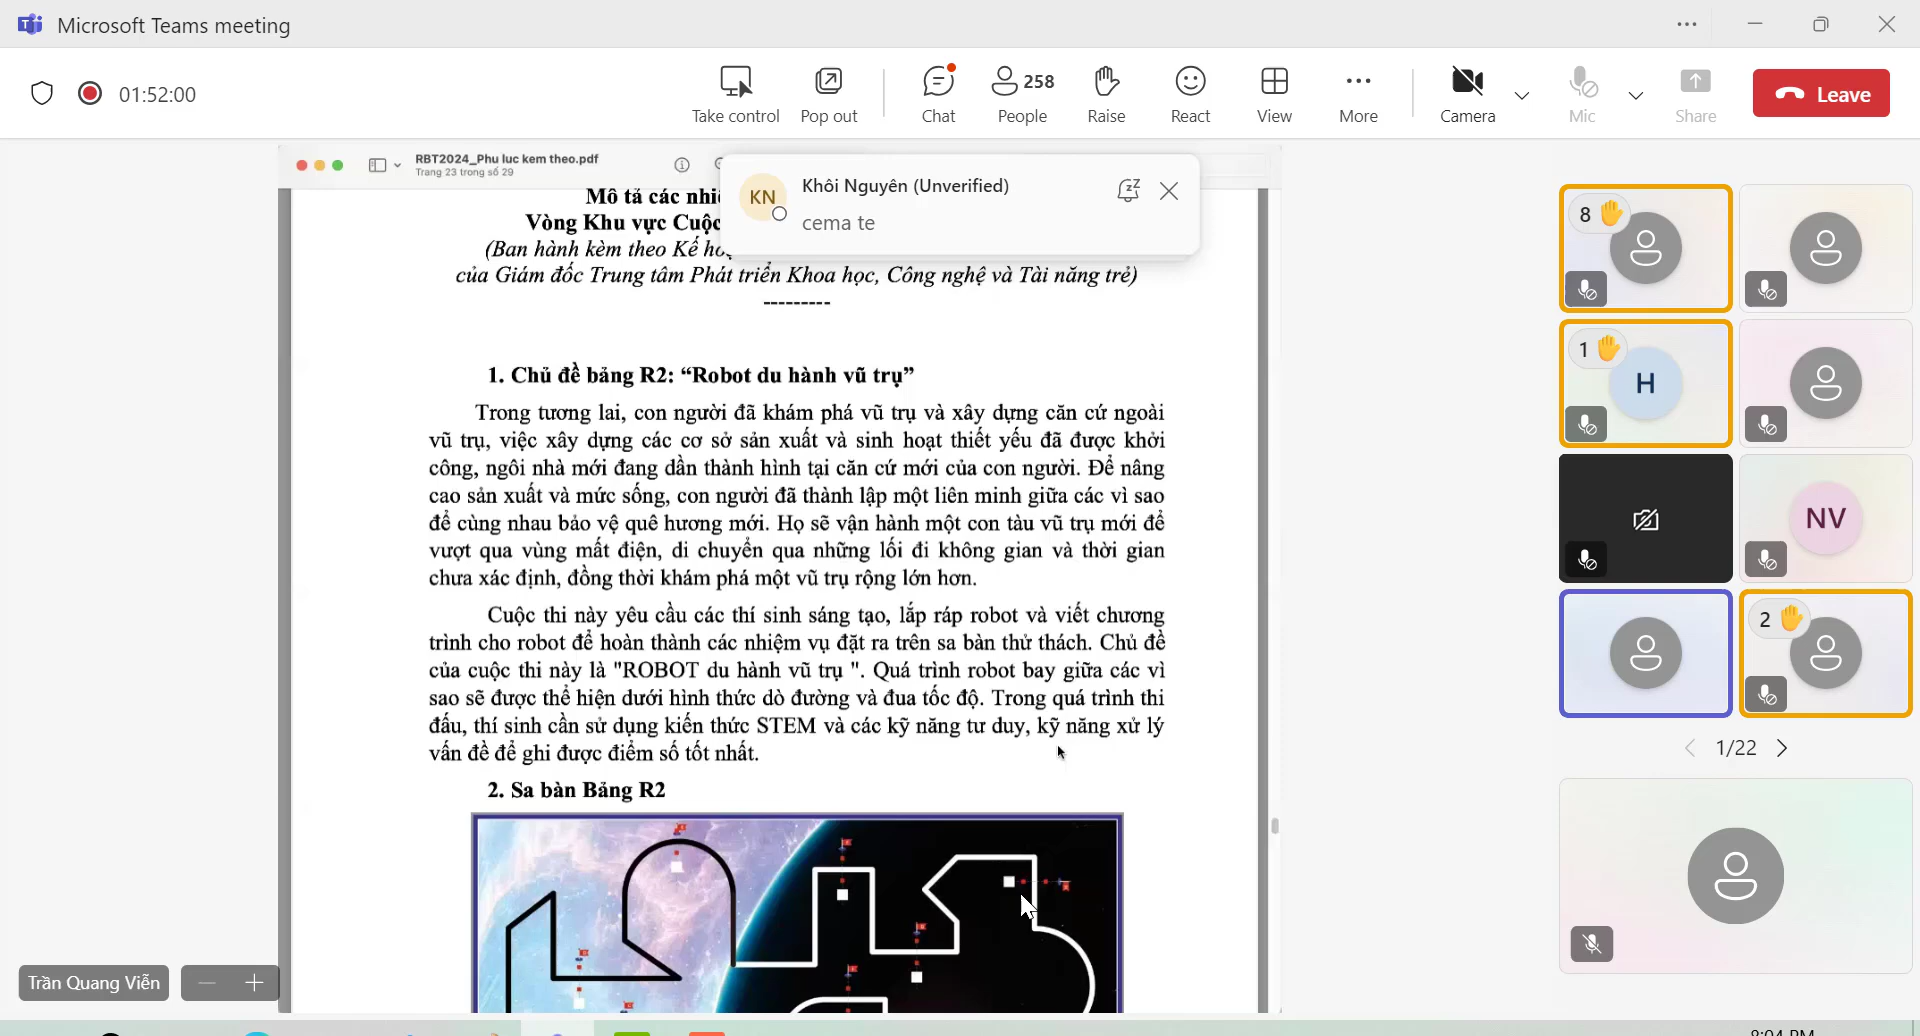 Microsoft Teams meeting
01:52:00
Take control
Pop out
Chat
258
People
Raise
React
View
More
Camera
Mic
Share
Leave
RBT2024_Phu luc kem theo.pdf
Trang 23 trong số 29
KN
Khôi Nguyên (Unverified)
cema te
Mô tả các
Vòng Khu vực
(Ban hành kèm theo Kế
của Giám đốc Trung tâm Phát triển Khoa học, Công nghệ và Tài năng trẻ)
---------
1. Chủ đề bảng R2: “Robot du hành vũ trụ”
Trong tương lai, con người đã khám phá vũ trụ và xây dựng căn cứ ngoài
vũ trụ, việc xây dựng các cơ sở sản xuất và sinh hoạt thiết yếu đã được khởi
công, ngôi nhà mới đang dần thành hình tại căn cứ mới của con người. Để nâng
cao sản xuất và mức sống, con người đã thành lập một liên minh giữa các vì sao
để cùng nhau bảo vệ quê hương mới. Họ sẽ vận hành một con tàu vũ trụ mới để
vượt qua vùng mất điện, di chuyển qua những lối đi không gian và thời gian
chưa xác định, đồng thời khám phá một vũ trụ rộng lớn hơn.
Cuộc thi này yêu cầu các thí sinh sáng tạo, lắp ráp robot và viết chương
trình cho robot để hoàn thành các nhiệm vụ đặt ra trên sa bàn thử thách. Chủ đề
của cuộc thi này là "ROBOT du hành vũ trụ ". Quá trình robot bay giữa các vì
sao sẽ được thể hiện dưới hình thức dò đường và đua tốc độ. Trong quá trình thi
đấu, thí sinh cần sử dụng kiến thức STEM và các kỹ năng tư duy, kỹ năng xử lý
vấn đề để ghi được điểm số tốt nhất.
2. Sa bàn Bảng R2
8
1
H
NV
2
1/22
Trần Quang Viễn